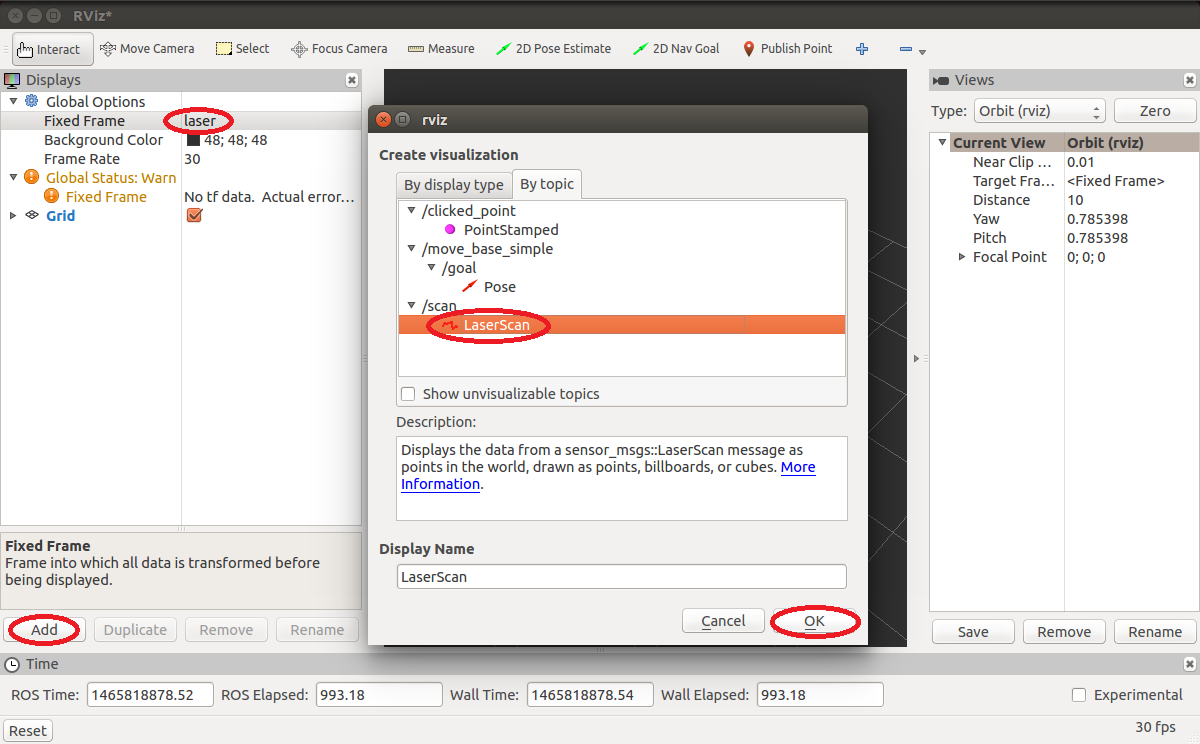 RViz*
Interact Move Camera Select Focus Camera Measure 2D Pose Estimate 2D Nav Goal Publish Point
Displays
Global Options
Fixed Frame laser
Background Color 48; 48; 48
Frame Rate 30
Global Status: Warn
Fixed Frame No tf data. Actual error...
Grid
Fixed Frame
Frame into which all data is transformed before
being displayed.
Add Duplicate Remove Rename
rviz
Create visualization
By display type By topic
/clicked_point
PointStamped
/move_base_simple
/goal
Pose
/scan
LaserScan
Show unvisualizable topics
Description:
Displays the data from a sensor_msgs::LaserScan message as
points in the world, drawn as points, billboards, or cubes. More
Information.
Display Name
LaserScan
Cancel OK
Views
Type: Orbit (rviz) Zero
Current View Orbit (rviz)
Near Clip ... 0.01
Target Fra... <Fixed Frame>
Distance 10
Yaw 0.785398
Pitch 0.785398
Focal Point 0; 0; 0
Save Remove Rename
Time
ROS Time: 1465818878.52 ROS Elapsed: 993.18 Wall Time: 1465818878.54 Wall Elapsed: 993.18 Experimental
Reset 30 fps